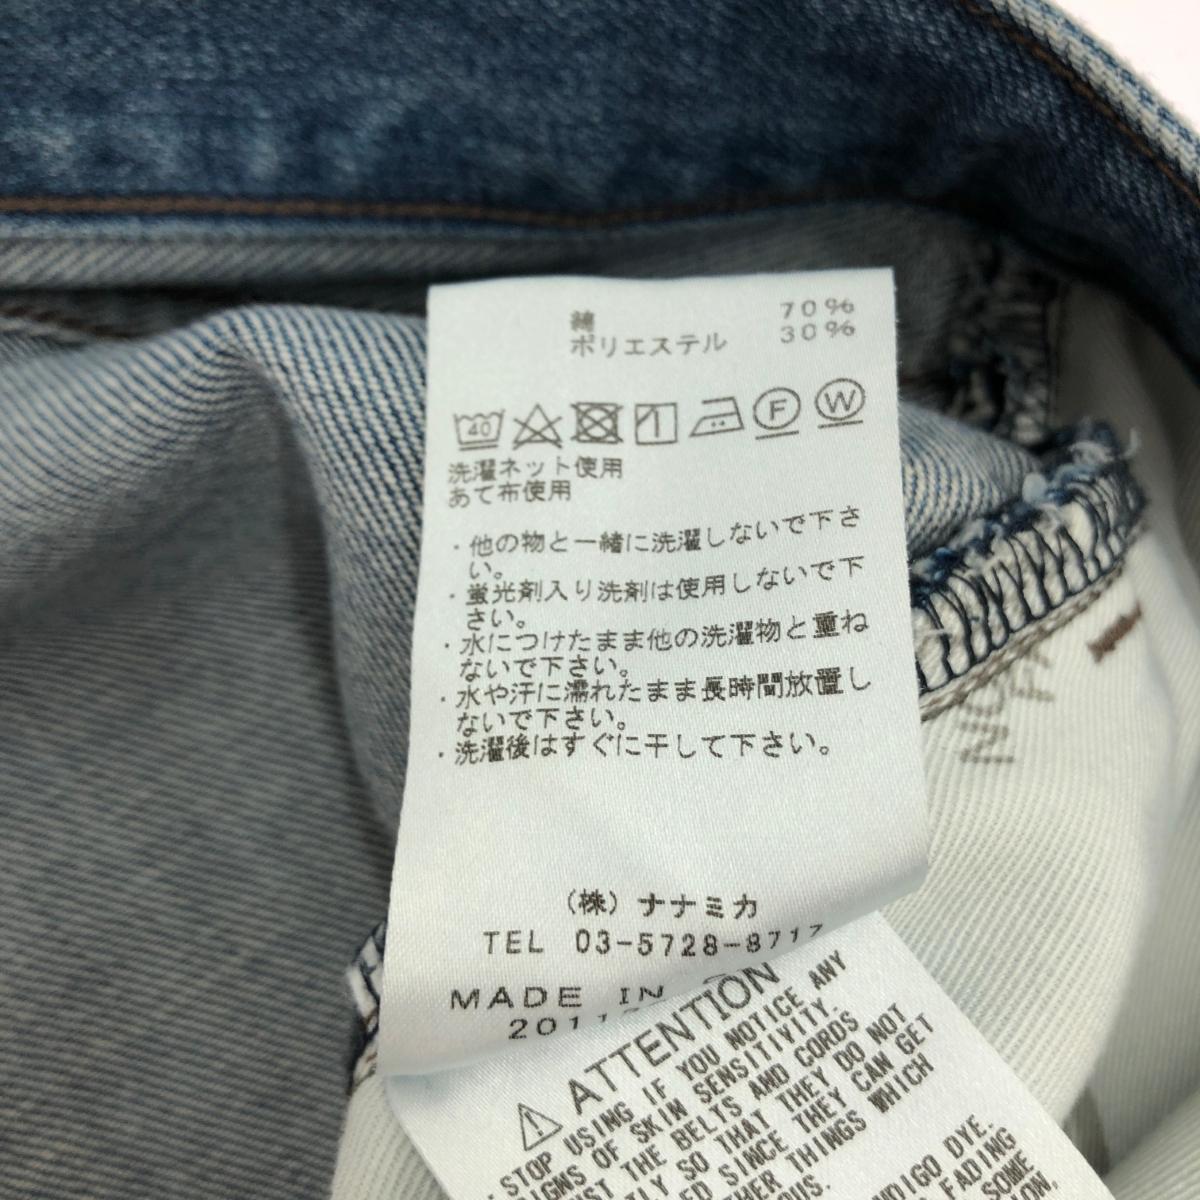 綿 70%
ポリエステル 30%
40 F W
洗濯ネット使用
あて布使用
・他の物と一緒に洗濯しないで下さ
い。
・蛍光剤入り洗剤は使用しないで下
さい。
・水につけたまま他の洗濯物と重ね
ないで下さい。
・水や汗に濡れたまま長時間放置し
ないで下さい。
・洗濯後はすぐに干して下さい。
(株)ナナミカ
TEL 03-5728-8717
MADE IN
2011
ATTENTION
STOP USING IF YOU NOTICE ANY
OF SKIN SENSITIVITY.
THE BELTS AND CORDS
SO THAT THEY DO NOT
SINCE THEY CAN GET
THINGS WHICH
DYE.
FADING
SOME